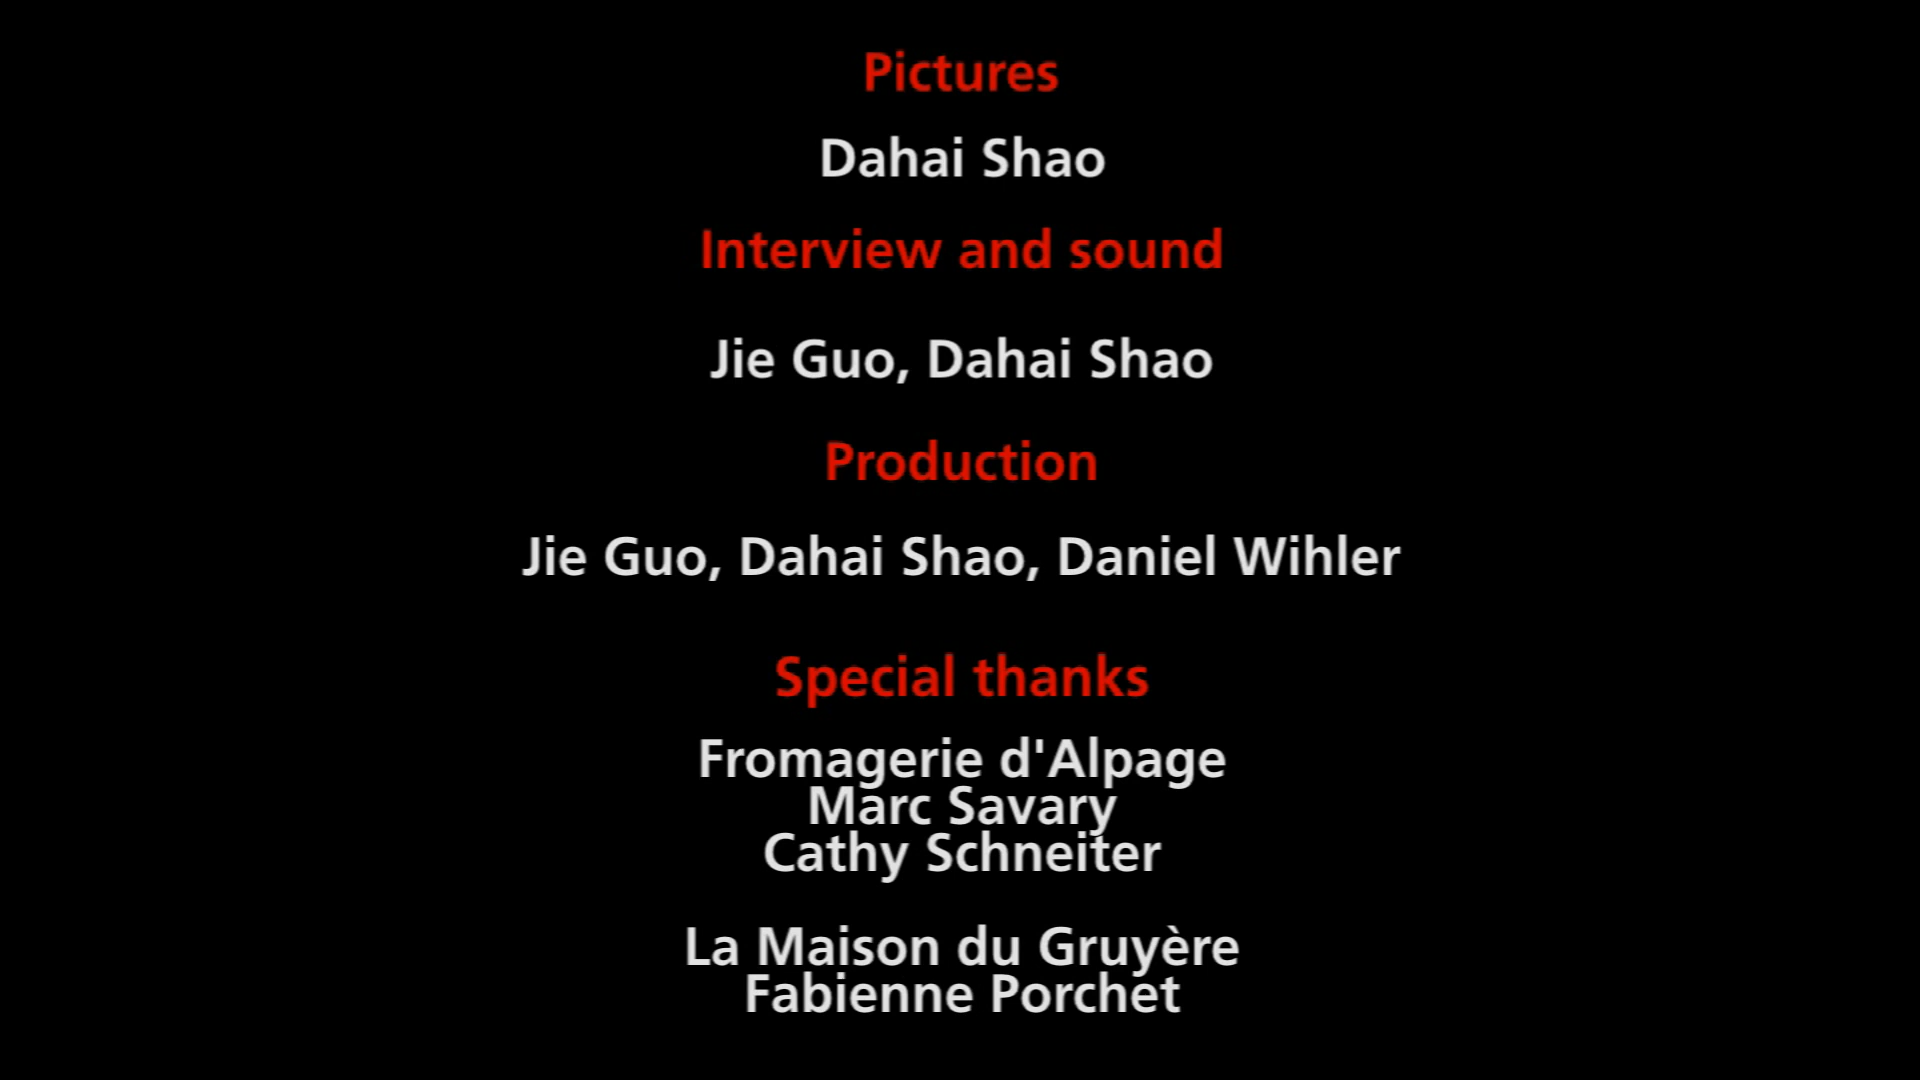 Pictures
Dahai Shao
Interview and sound
Jie Guo, Dahai Shao
Production
Jie Guo, Dahai Shao, Daniel Wihler
Special thanks
Fromagerie d'Alpage
Marc Savary
Cathy Schneiter
La Maison du Gruyère
Fabienne Porchet